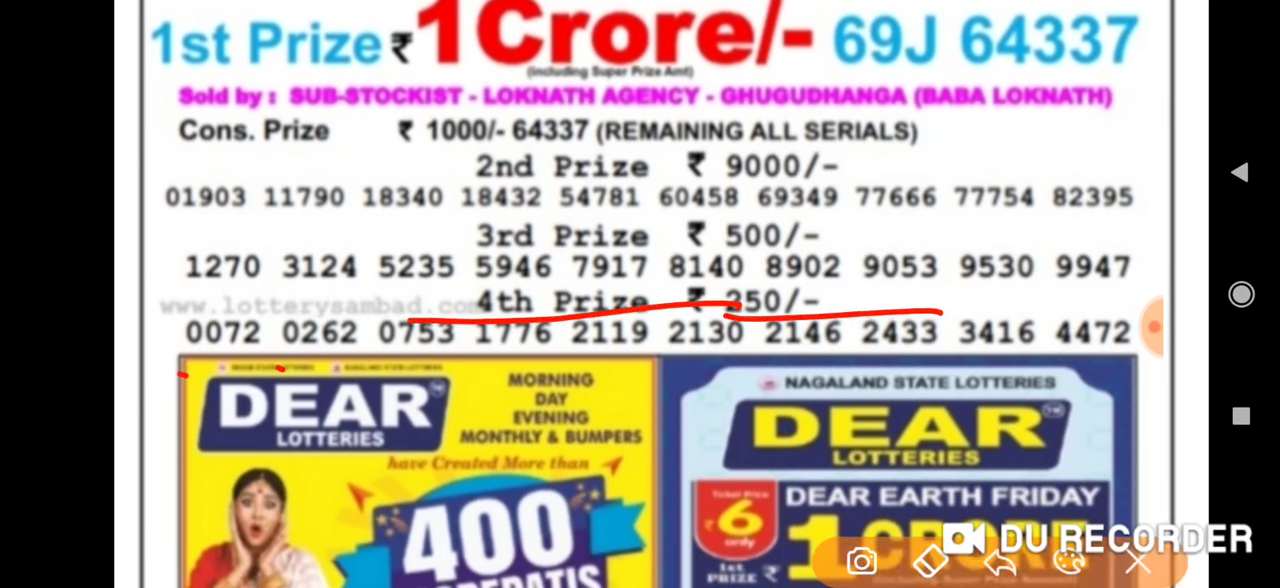 1st Prize ₹ 1Crore/- 69J 64337
(Including Super Prize Amt)
Sold by : SUB-STOCKIST - LOKNATH AGENCY - GHUGUDHANGA (BABA LOKNATH)
Cons. Prize ₹ 1000/- 64337 (REMAINING ALL SERIALS)
2nd Prize ₹ 9000/-
01903 11790 18340 18432 54781 60458 69349 77666 77754 82395
3rd Prize ₹ 500/-
1270 3124 5235 5946 7917 8140 8902 9053 9530 9947
www.lotterysambad.com
4th Prize ₹ 250/-
0072 0262 0753 1776 2119 2130 2146 2433 3416 4472
DEAR
LOTTERIES
MORNING
DAY
EVENING
MONTHLY & BUMPERS
have Created More than
400
NAGALAND STATE LOTTERIES
DEAR
LOTTERIES
Ticket Price
₹6
only
DEAR EARTH FRIDAY
1
1st
PRIZE ₹
DU RECORDER